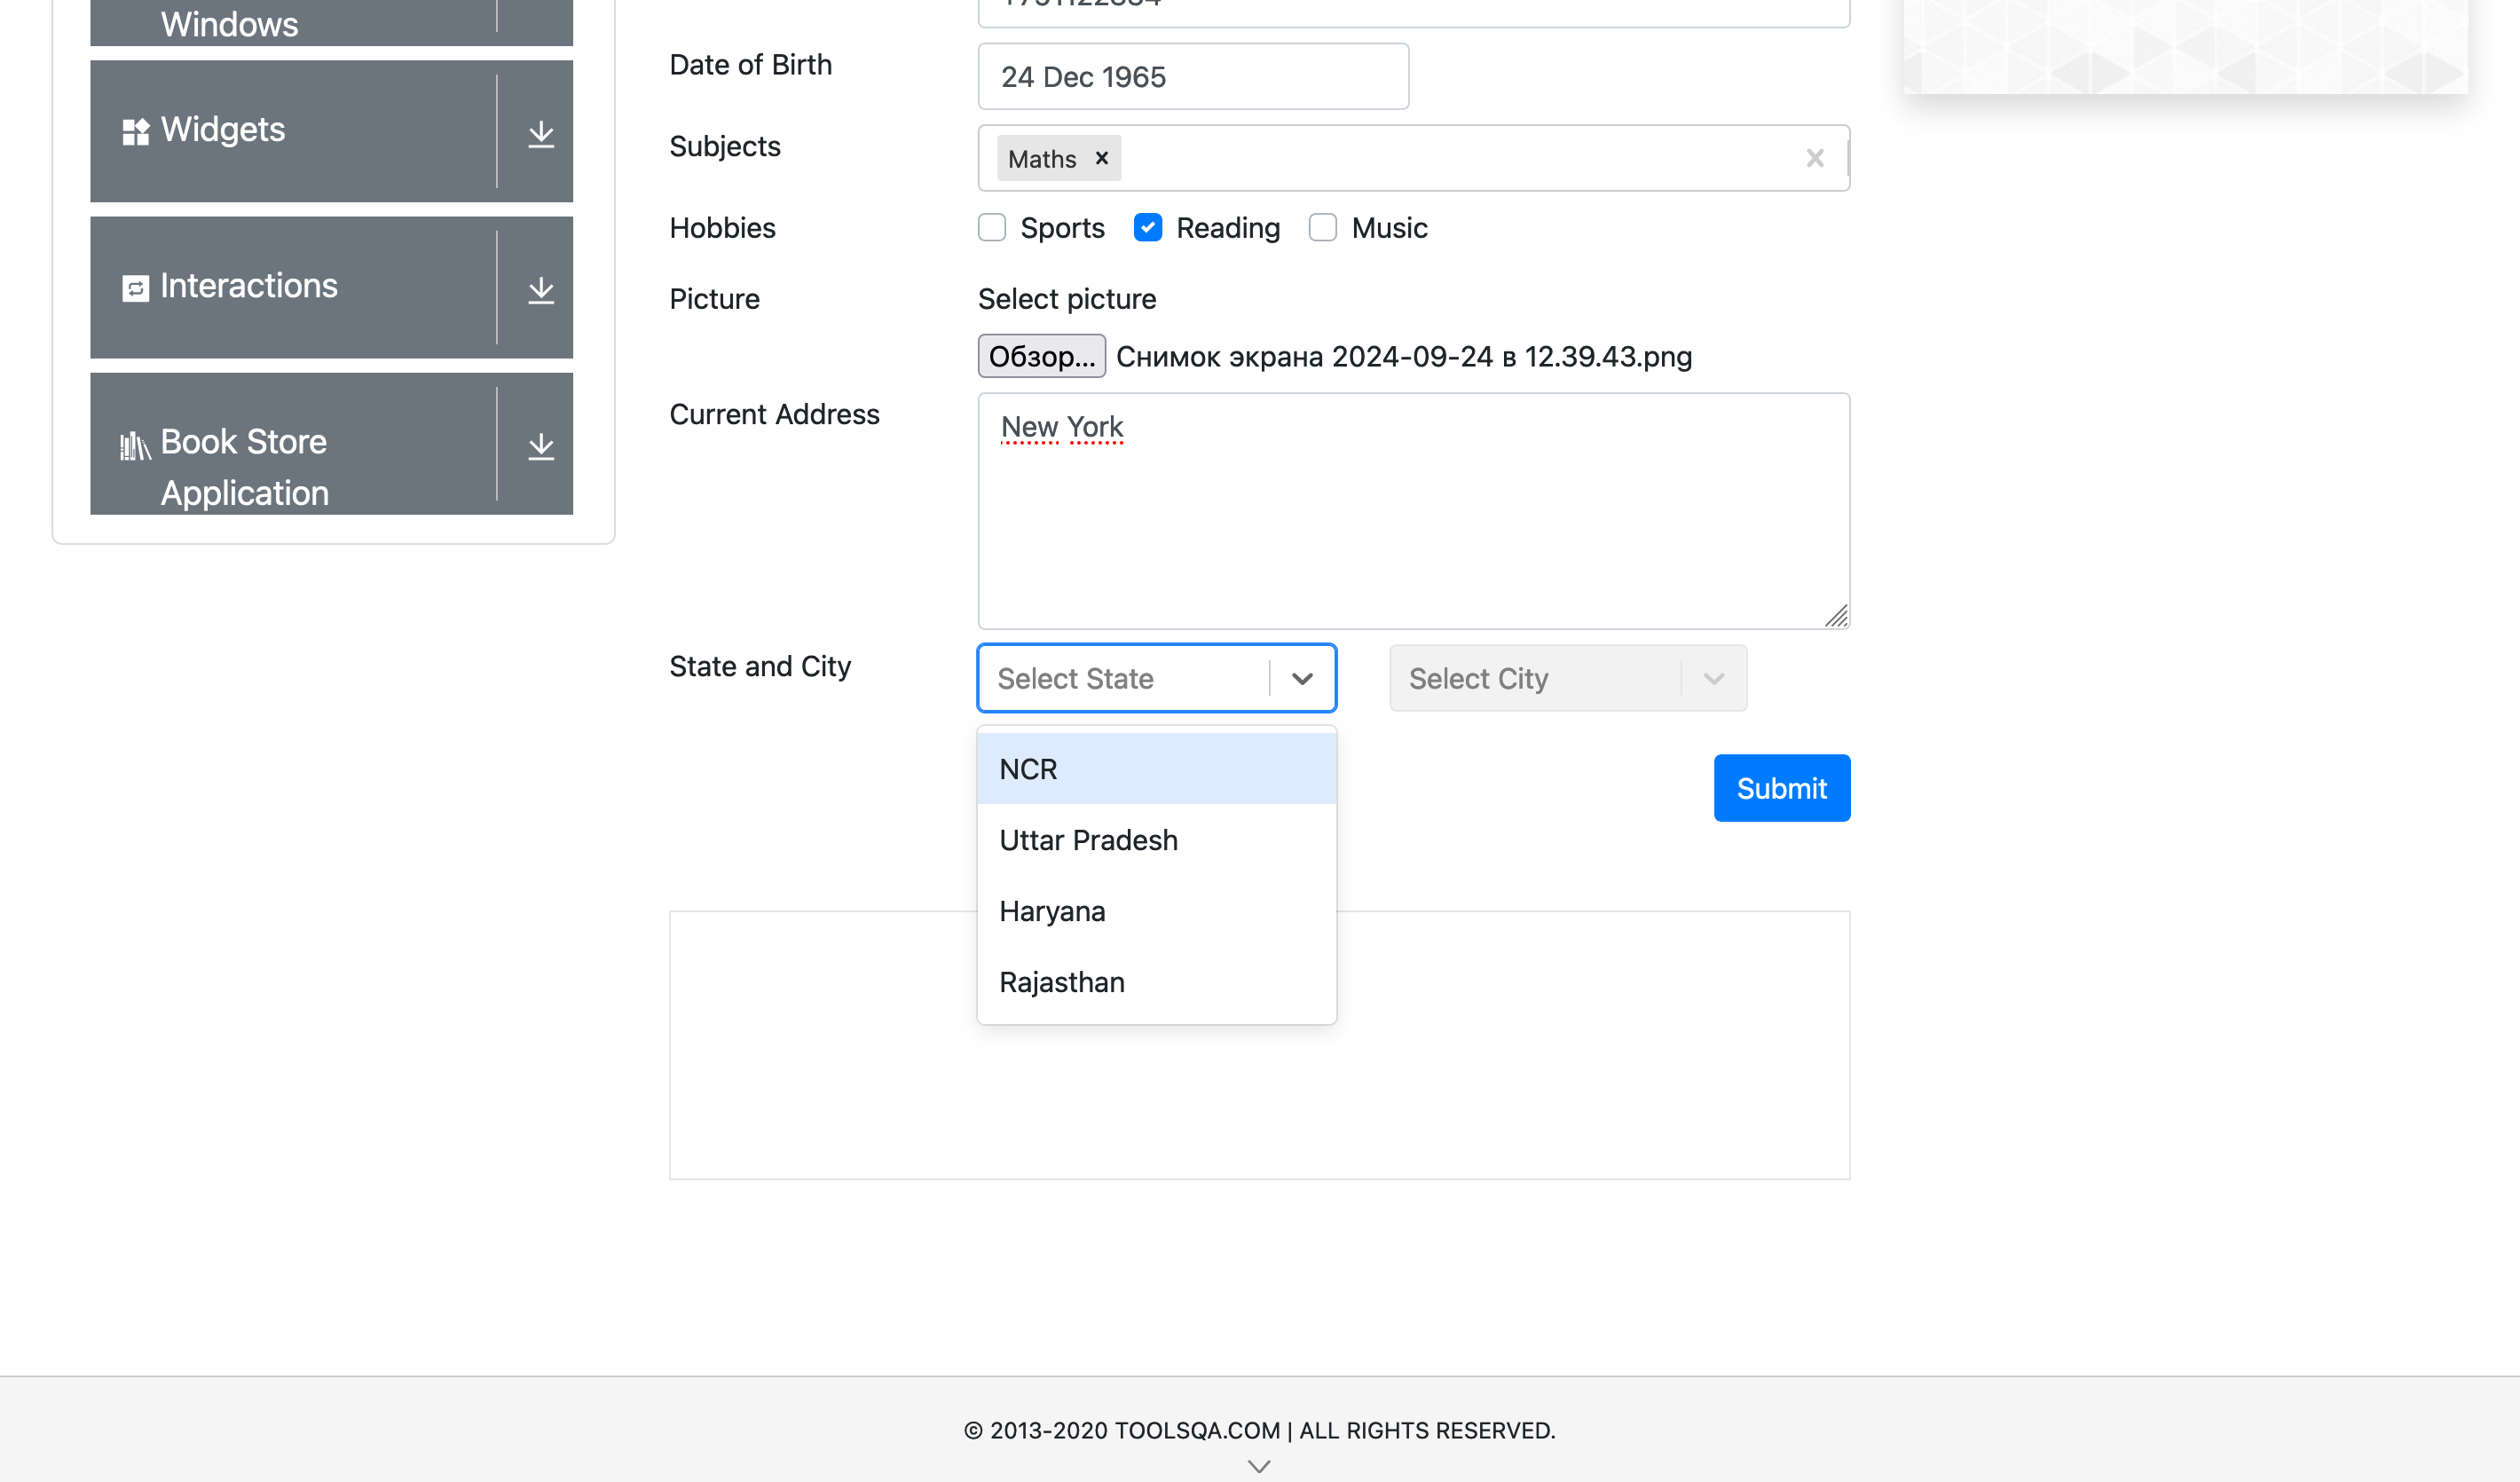 Windows
Widgets
Interactions
Book Store
Application
Date of Birth
24 Dec 1965
Subjects
Maths
Hobbies
Sports
Reading
Music
Picture
Select picture
Обзор... Снимок экрана 2024-09-24 в 12.39.43.png
Current Address
New York
State and City
Select State
Select City
NCR
Uttar Pradesh
Haryana
Rajasthan
Submit
© 2013-2020 TOOLSQA.COM | ALL RIGHTS RESERVED.